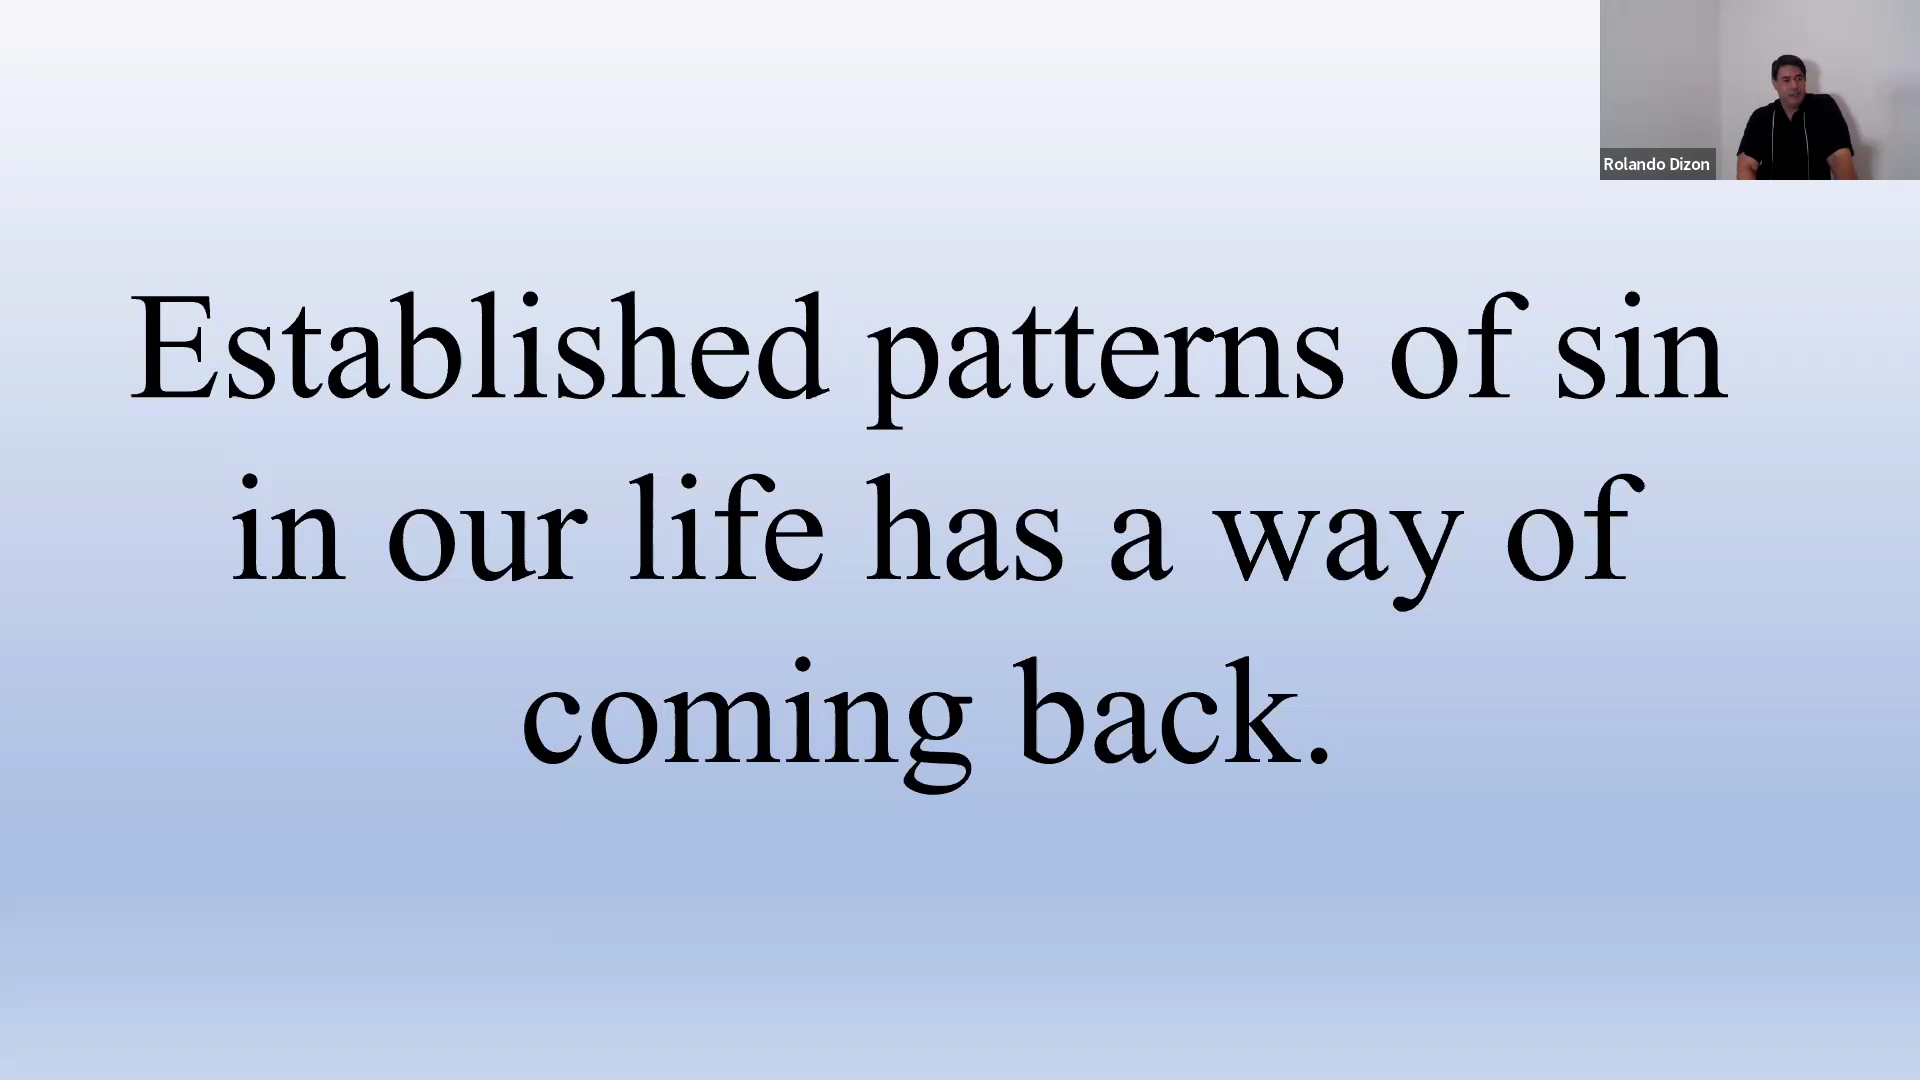 Rolando Dizon
Established patterns of sin
in our life has a way of
coming back.